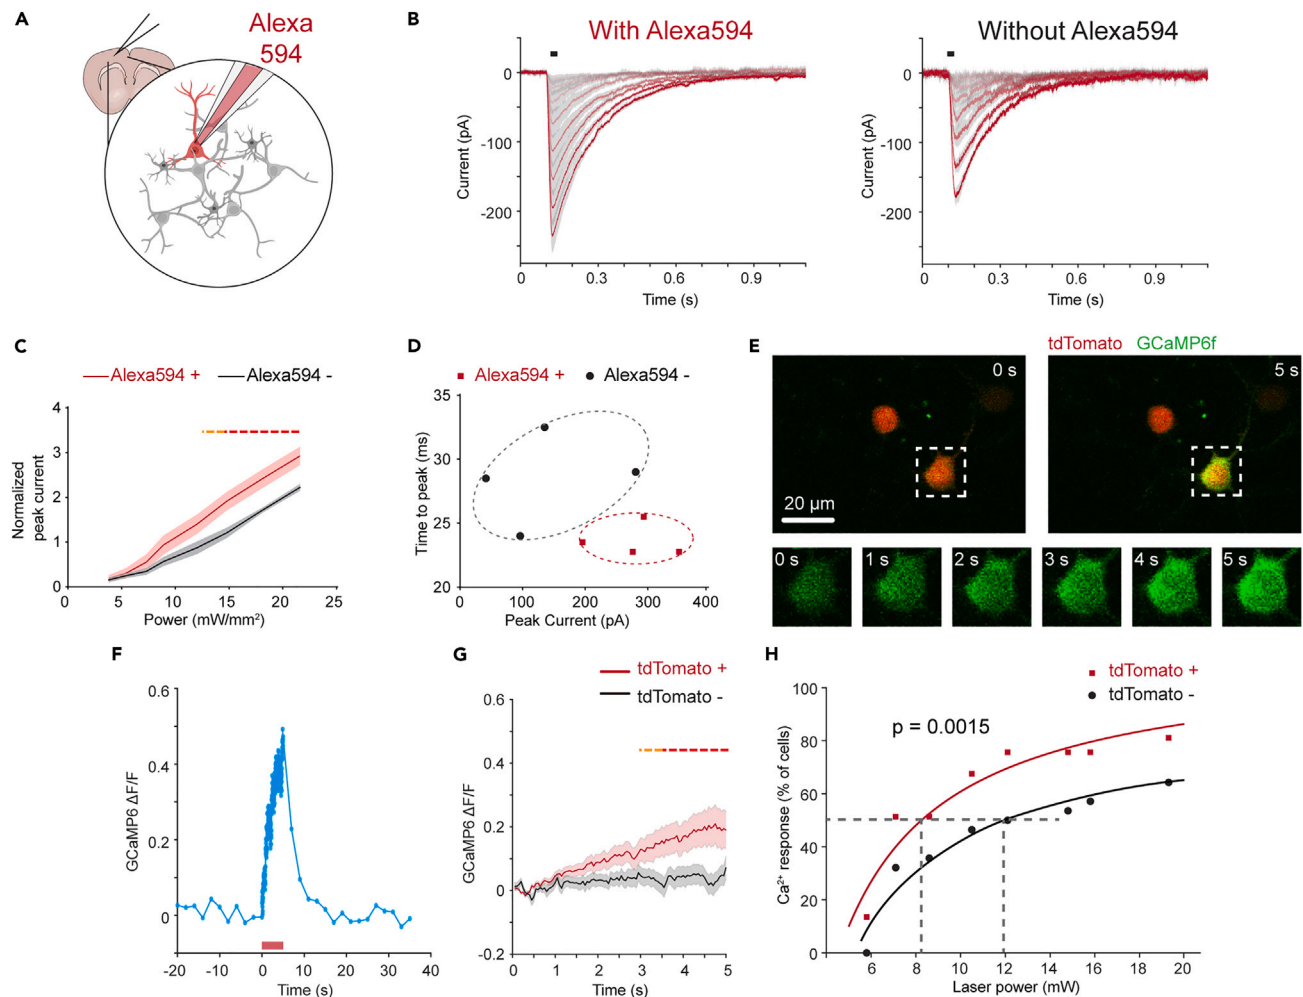 A
Alexa
594
B
With Alexa594
Without Alexa594
0
-100
-200
Current (pA)
0
0.3
0.6
0.9
Time (s)
0
-100
-200
Current (pA)
0
0.3
0.6
0.9
Time (s)
C
Alexa594 +
Alexa594 -
4
3
2
1
0
Normalized
peak current
0
5
10
15
20
25
Power (mW/mm²)
D
Alexa594 +
Alexa594 -
35
30
25
20
Time to peak (ms)
0
100
200
300
400
Peak Current (pA)
E
tdTomato GCaMP6f
0 s
5 s
20 µm
0 s
1 s
2 s
3 s
4 s
5 s
F
0.6
0.4
0.2
0
GCaMP6 ΔF/F
-20
-10
0
10
20
30
40
Time (s)
G
tdTomato +
tdTomato -
0.6
0.4
0.2
0
-0.2
GCaMP6 ΔF/F
0
1
2
3
4
5
Time (s)
H
tdTomato +
tdTomato -
p = 0.0015
100
80
60
40
20
0
Ca²⁺ response (% of cells)
6
8
10
12
14
16
18
20
Laser power (mW)